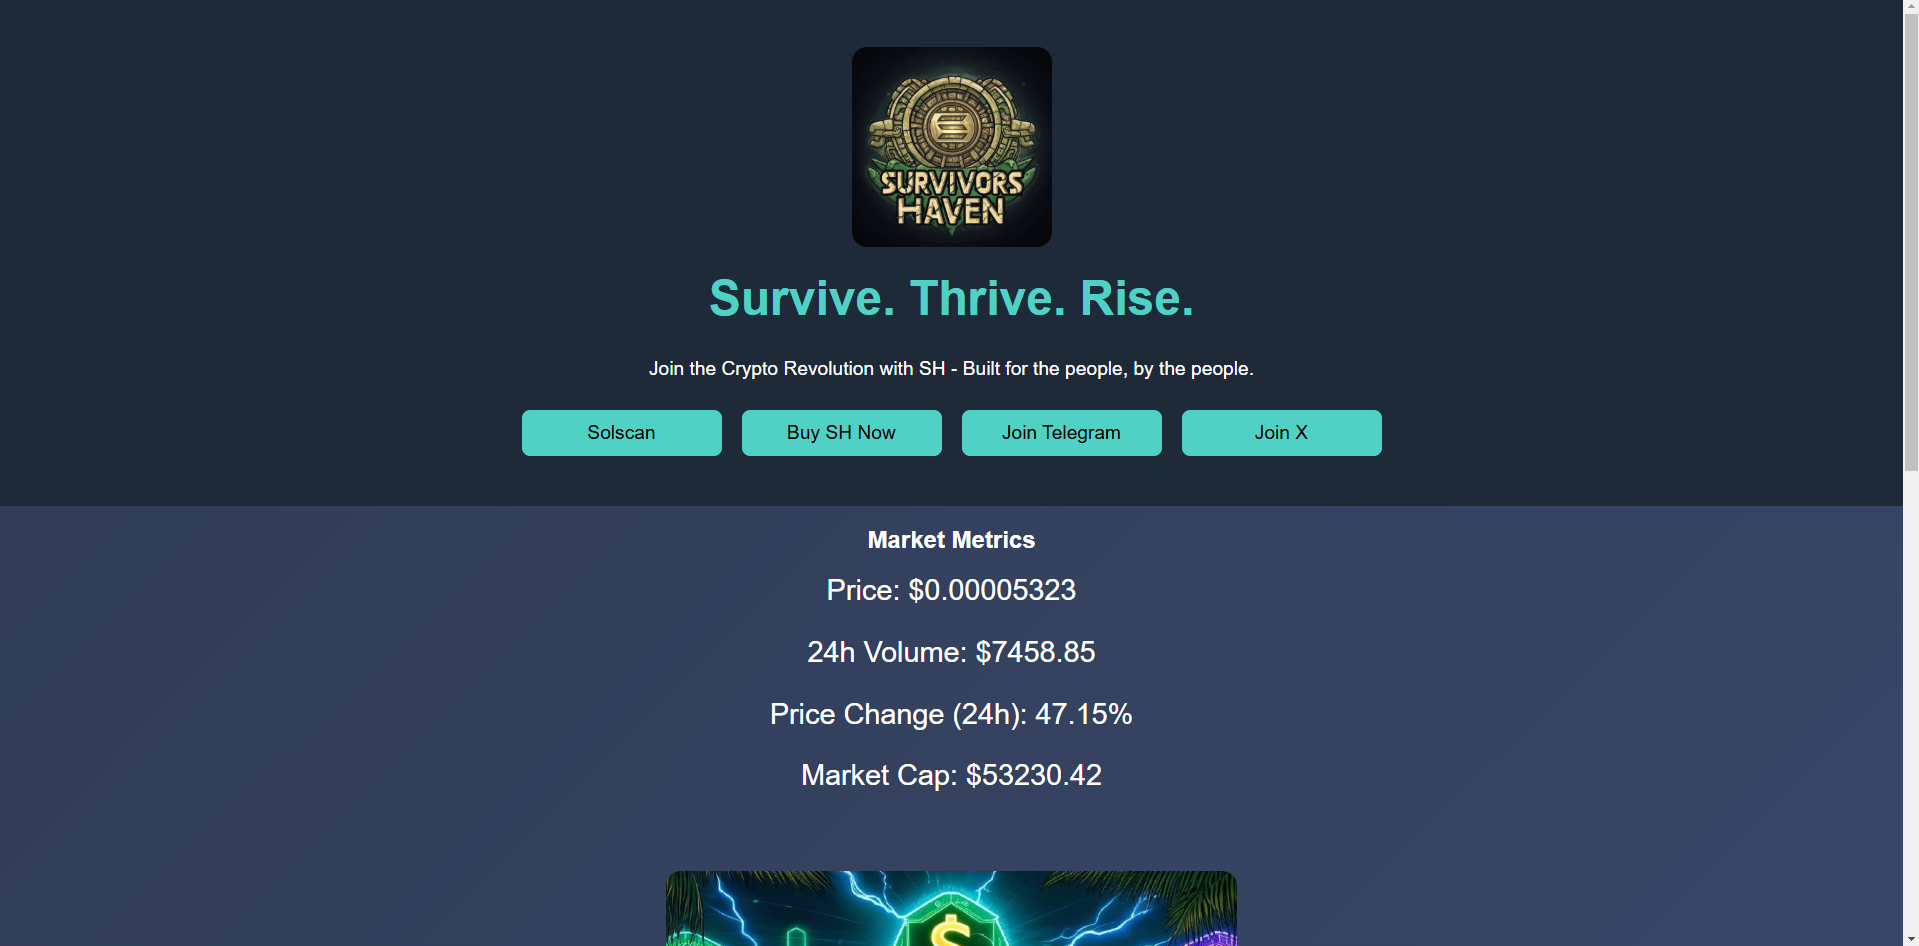 SURVIVORS
HAVEN
Survive. Thrive. Rise.
Join the Crypto Revolution with SH - Built for the people, by the people.
Solscan
Buy SH Now
Join Telegram
Join X
Market Metrics
Price: $0.00005323
24h Volume: $7458.85
Price Change (24h): 47.15%
Market Cap: $53230.42
$